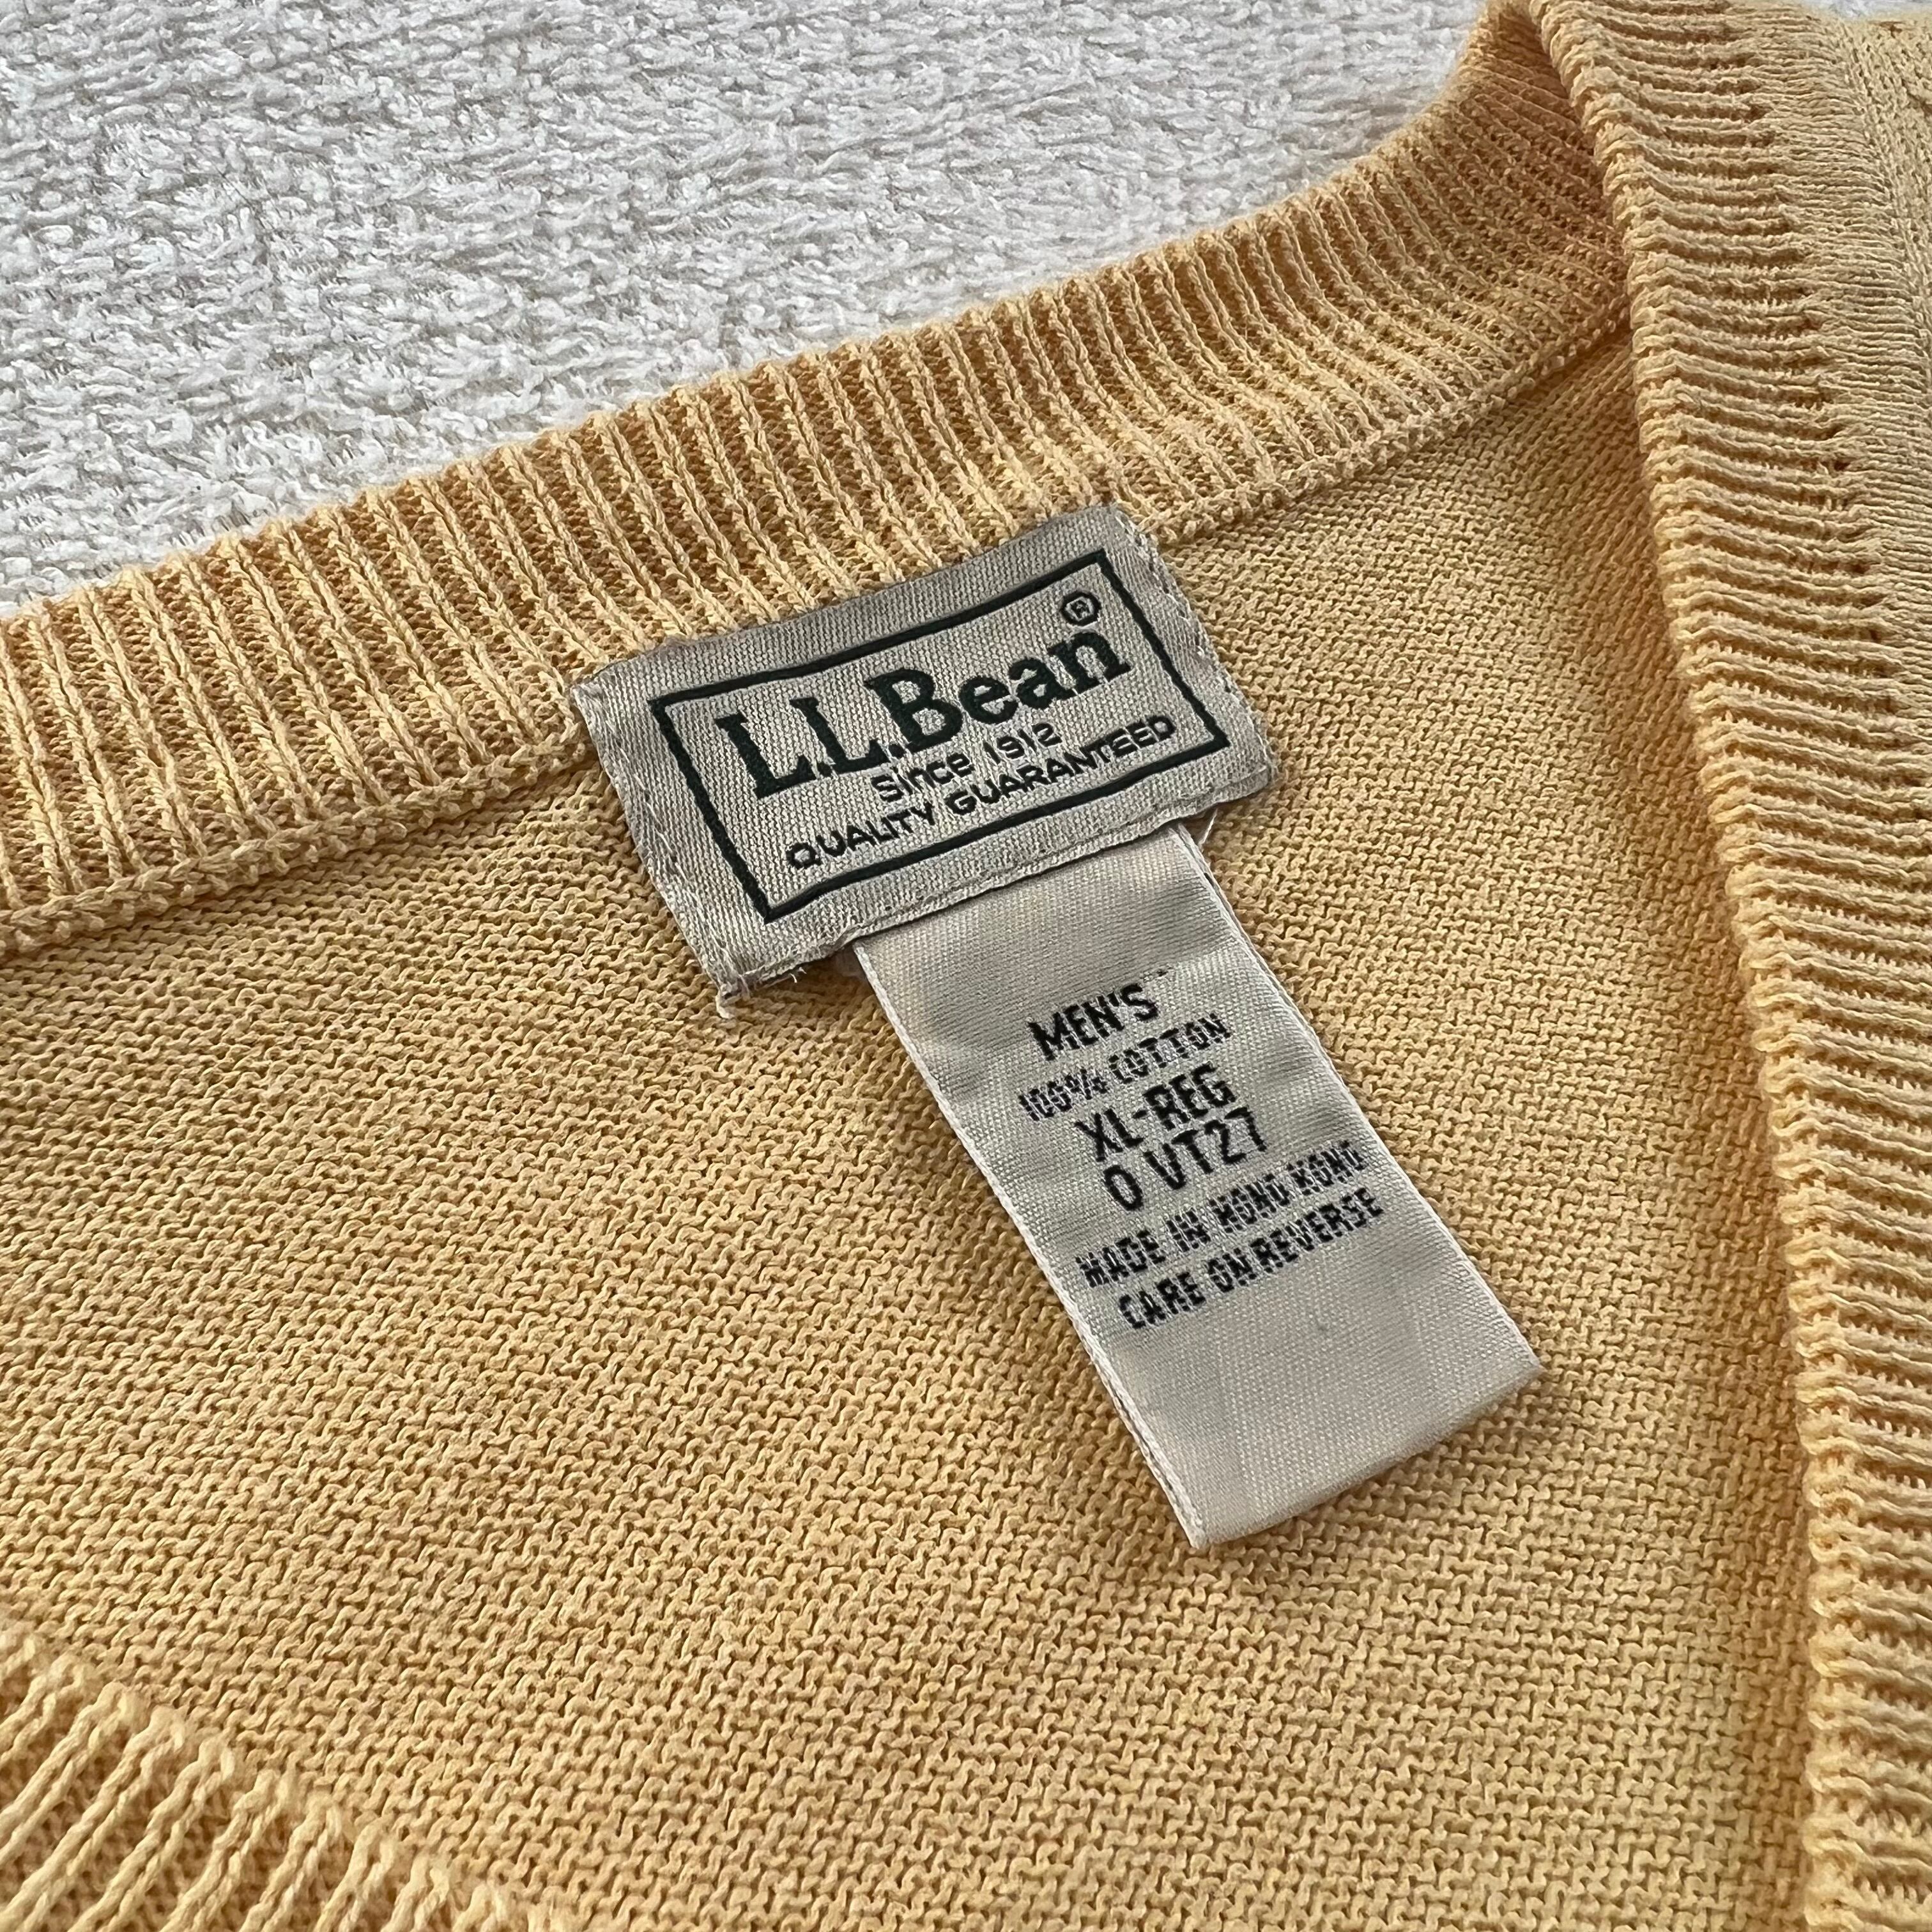 L.L.Bean®
Since 1912
QUALITY GUARANTEED
MEN'S
100% COTTON
XL-REG
0 VT27
MADE IN HONG KONG
CARE ON REVERSE